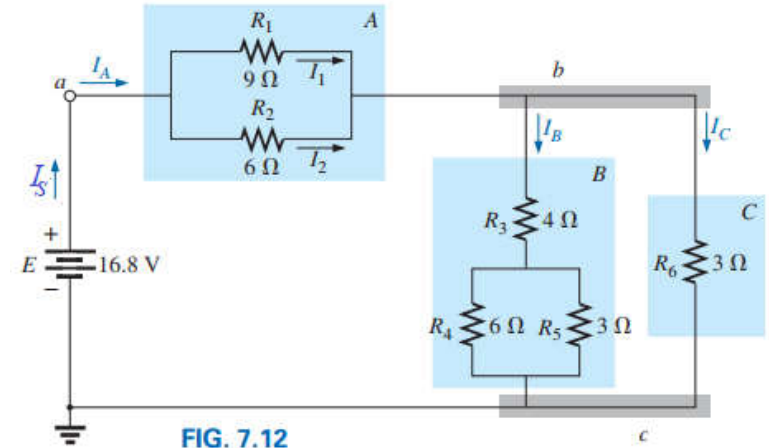 R1
A
IA
9 Ω
I1
a
b
R2
6 Ω
I2
IB
IC
IS
B
C
R3
4 Ω
+
E
16.8 V
−
R6
3 Ω
R4
6 Ω
R5
3 Ω
FIG. 7.12
c